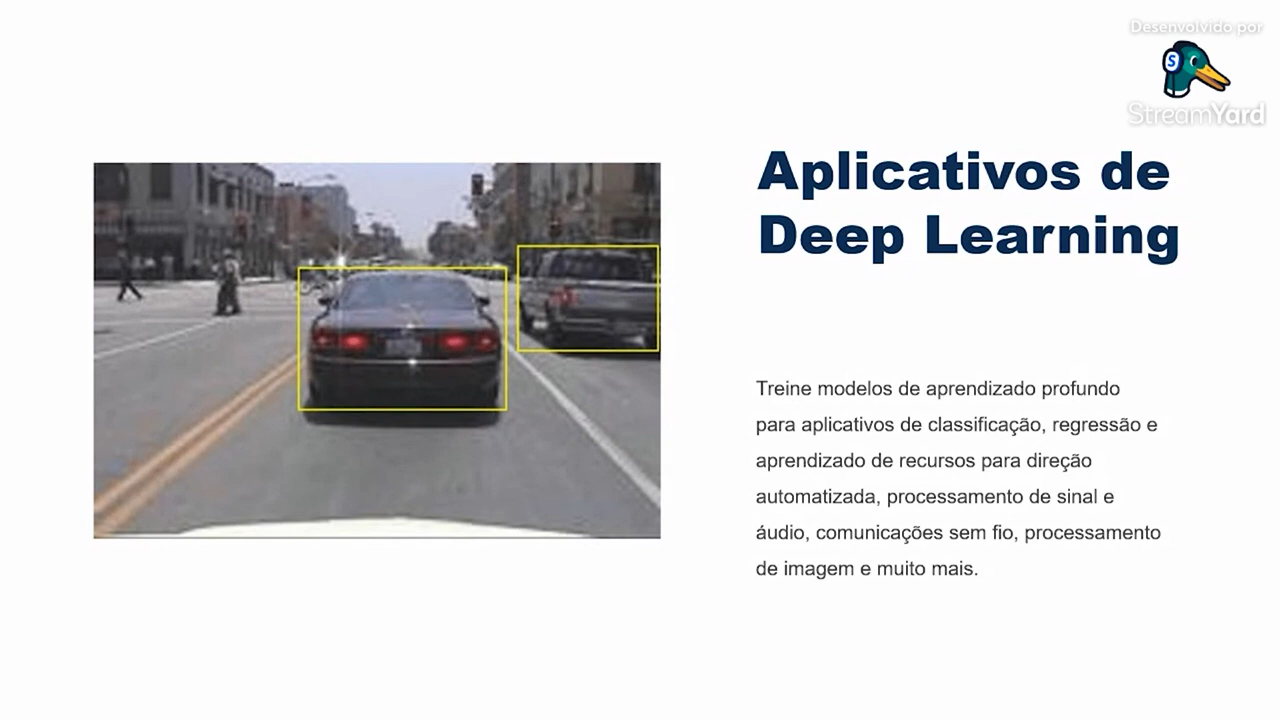 Desenvolvido por
S
StreamYard
Aplicativos de
Deep Learning
Treine modelos de aprendizado profundo
para aplicativos de classificação, regressão e
aprendizado de recursos para direção
automatizada, processamento de sinal e
áudio, comunicações sem fio, processamento
de imagem e muito mais.